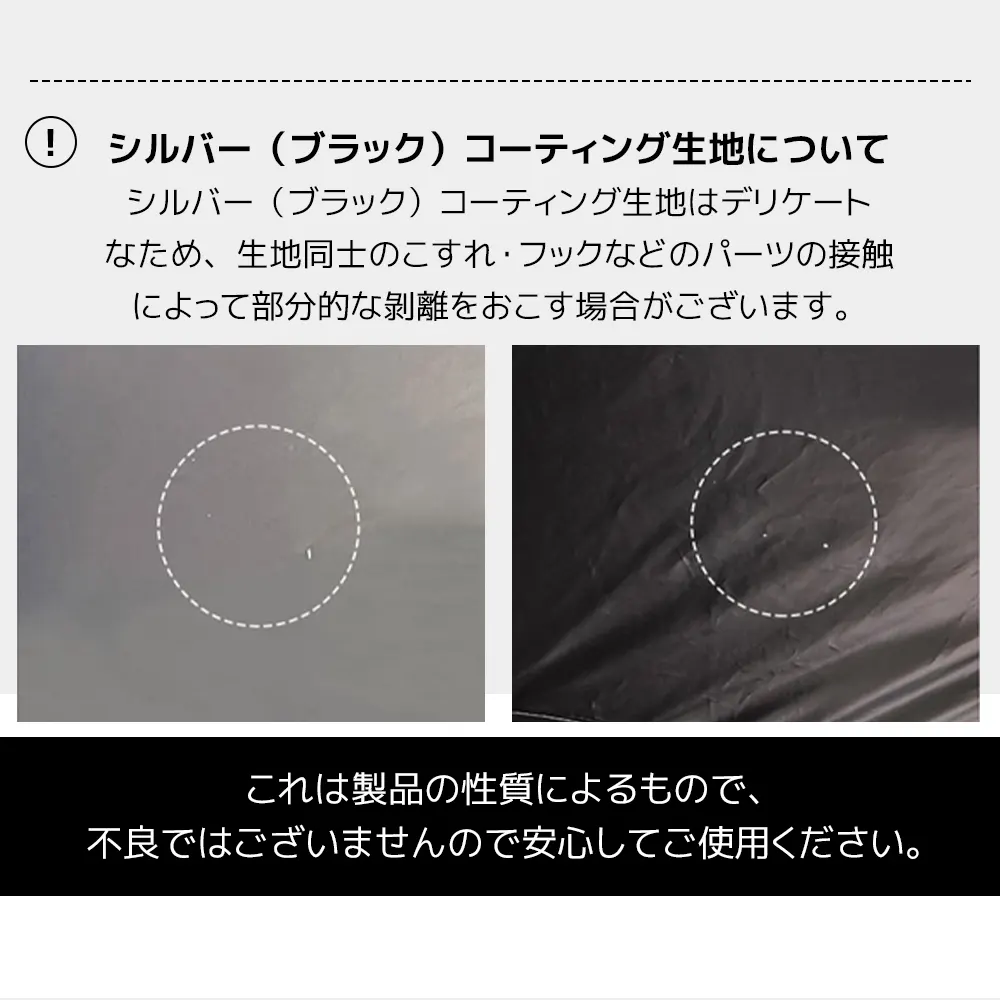 !
シルバー（ブラック）コーティング生地について
シルバー（ブラック）コーティング生地はデリケート
なため、生地同士のこすれ・フックなどのパーツの接触
によって部分的な剝離をおこす場合がございます。
これは製品の性質によるもので、
不良ではございませんので安心してご使用ください。